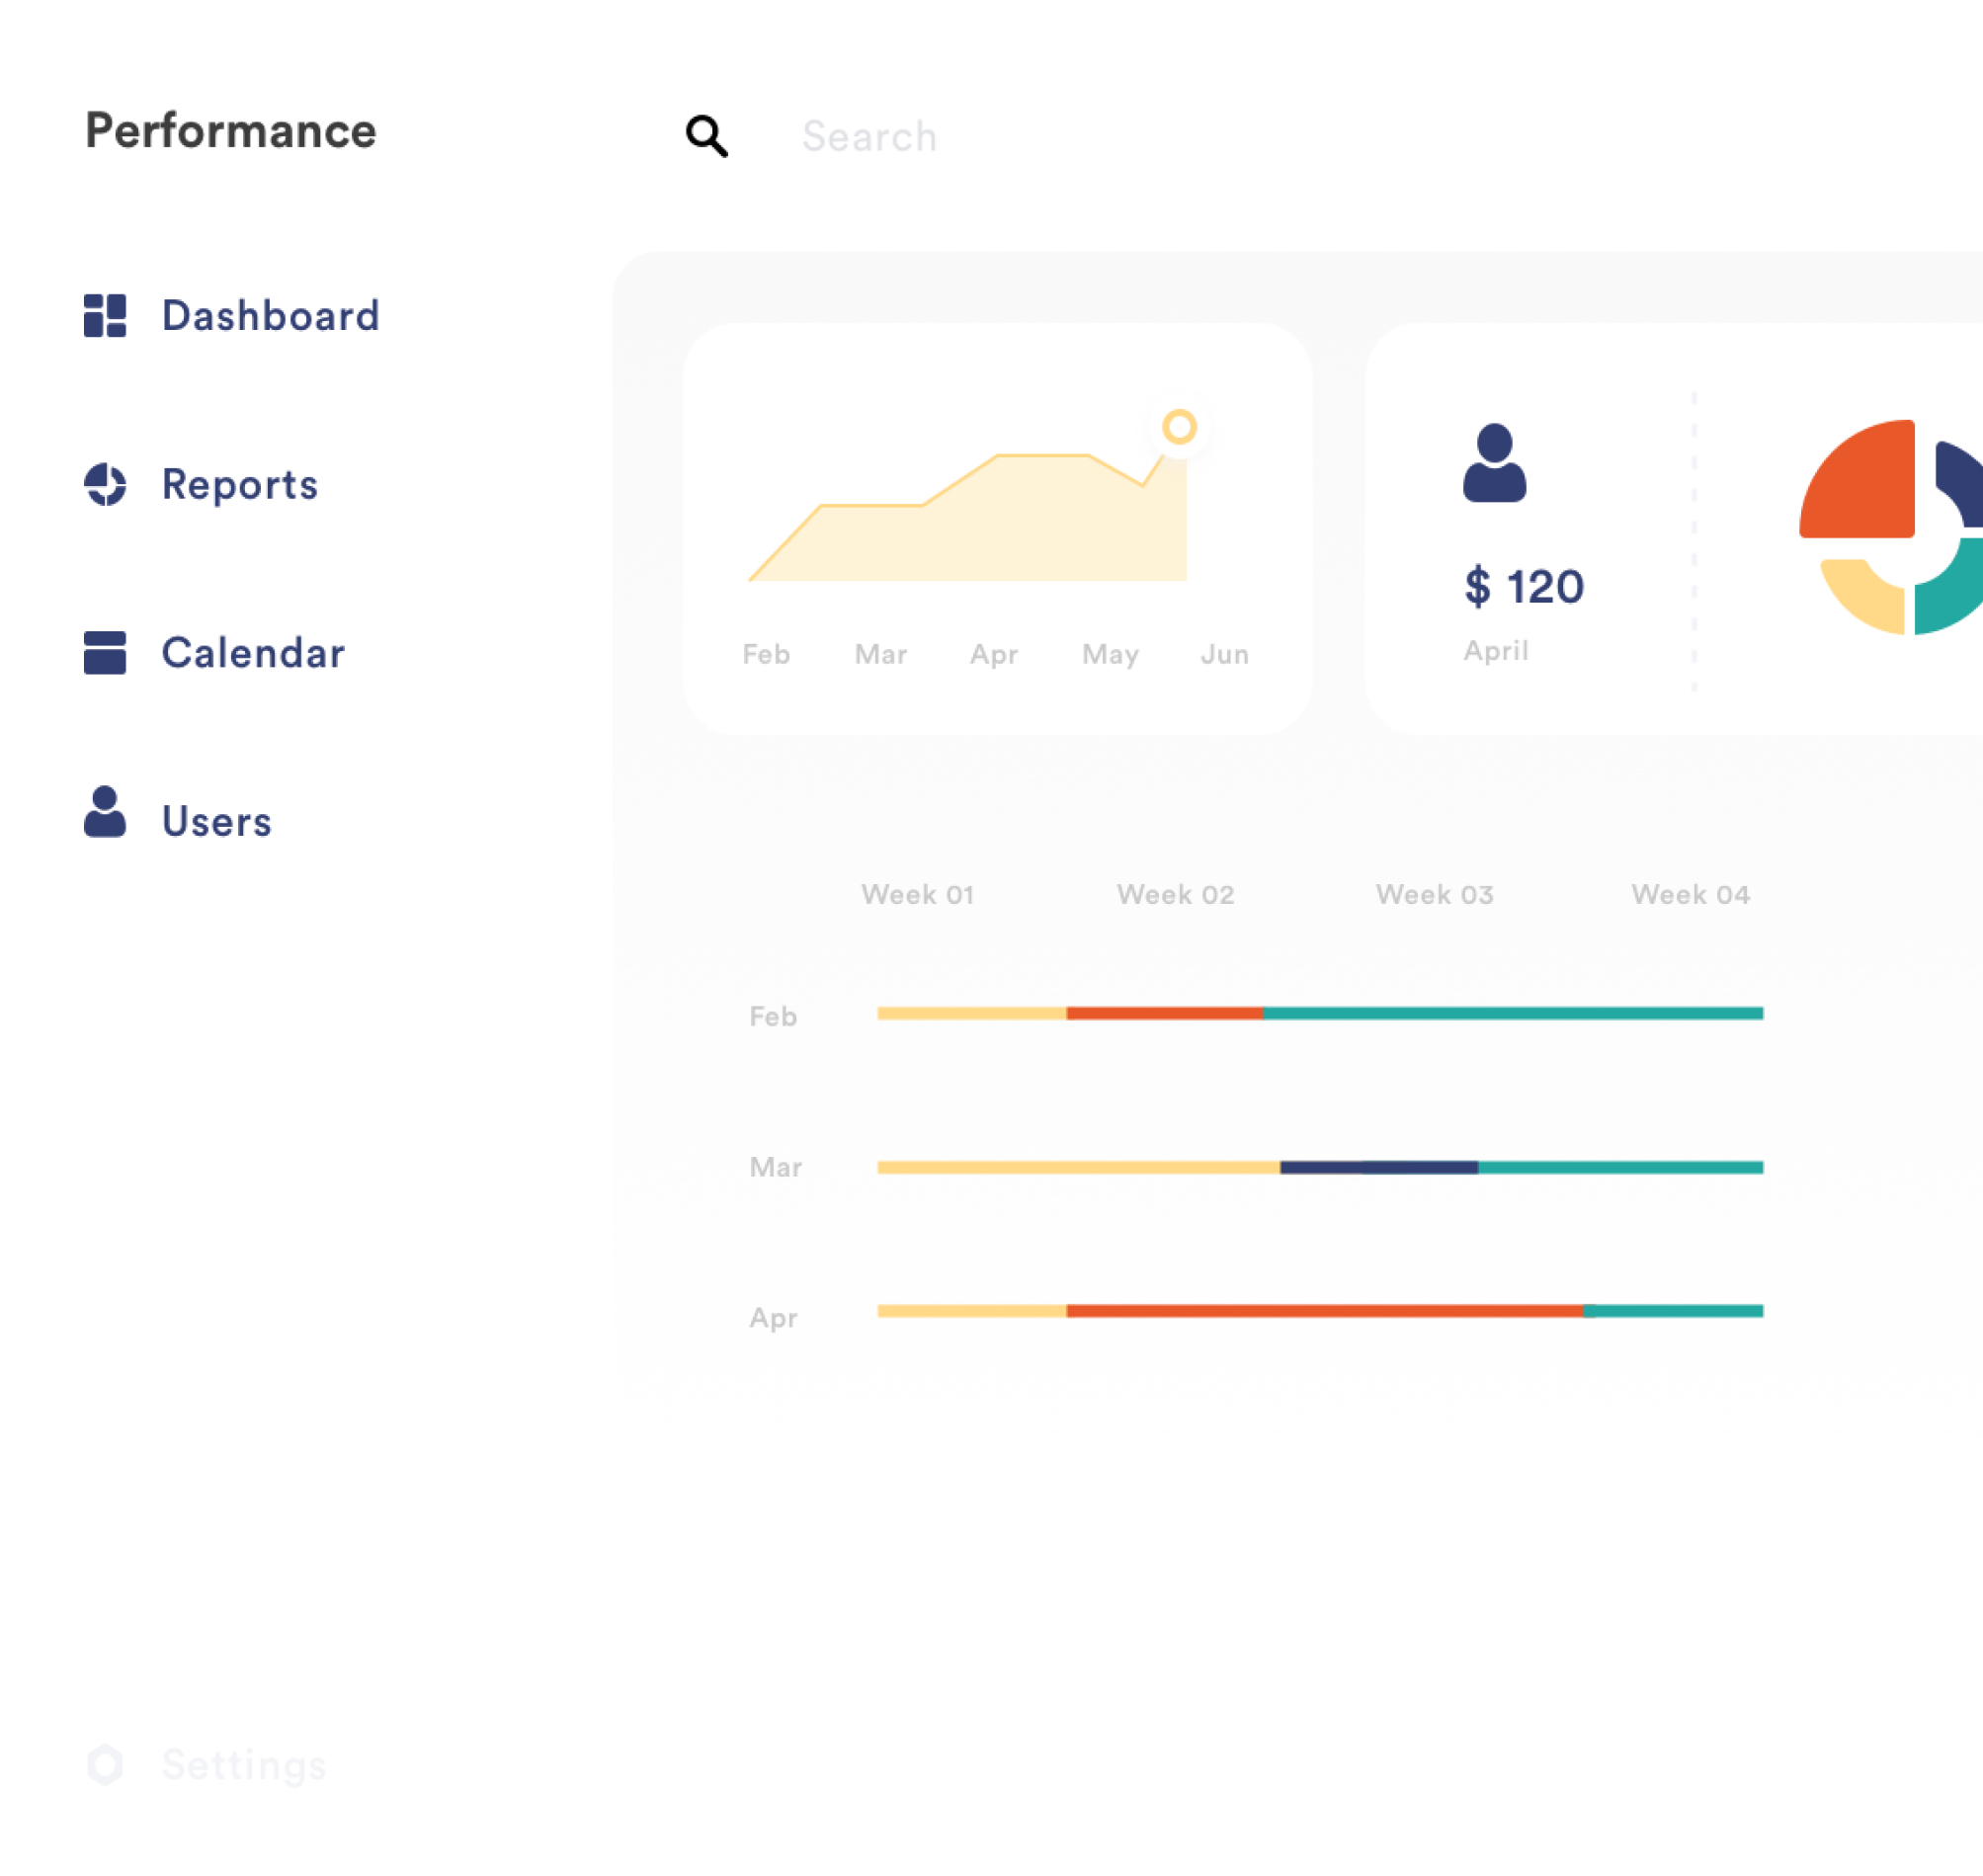 Performance
Search
Dashboard
Reports
Calendar
Users
Settings
Feb Mar Apr May Jun
$ 120
April
Week 01 Week 02 Week 03 Week 04
Feb
Mar
Apr